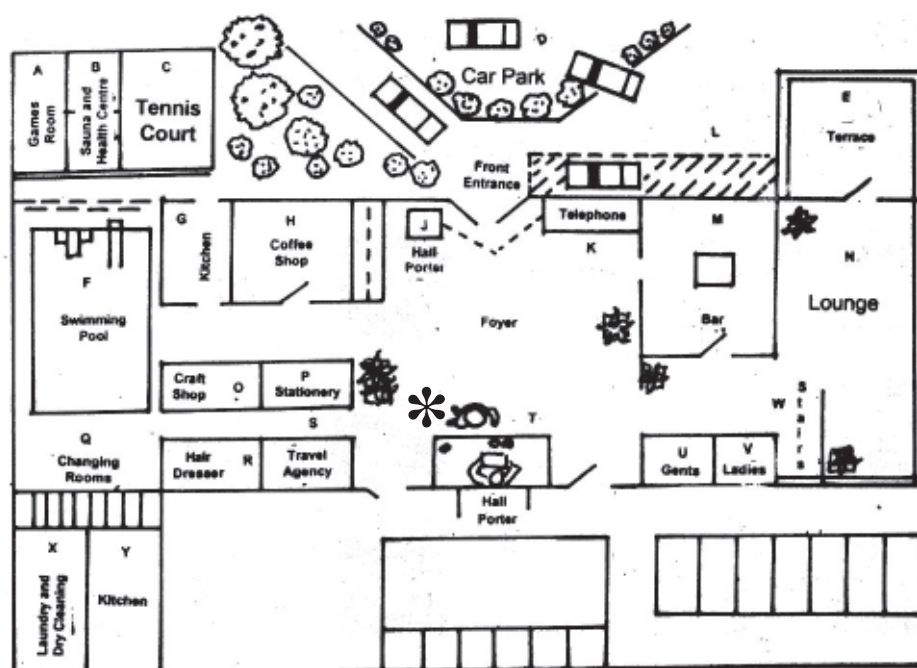 A
Games
Room
B
Sauna and
Health Centre
C
Tennis
Court
D
Car Park
E
Terrace
L
Front
Entrance
G
Kitchen
H
Coffee
Shop
J
Hall
Porter
Telephone
K
M
Bar
N
Lounge
F
Swimming
Pool
Foyer
Craft
Shop
O
P
Stationery
*
S
T
W
Stairs
Q
Changing
Rooms
Hair
Dresser
R
Travel
Agency
U
Gents
V
Ladies
Hall
Porter
X
Laundry and
Dry Cleaning
Y
Kitchen